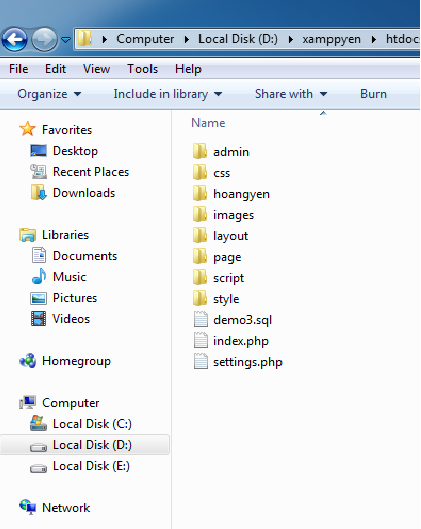 Computer Local Disk (D:) xamppyen htdocs
File Edit View Tools Help
Organize Include in library Share with Burn
Favorites
Desktop
Recent Places
Downloads
Libraries
Documents
Music
Pictures
Videos
Homegroup
Computer
Local Disk (C:)
Local Disk (D:)
Local Disk (E:)
Network
Name
admin
css
hoangyen
images
layout
page
script
style
demo3.sql
index.php
settings.php